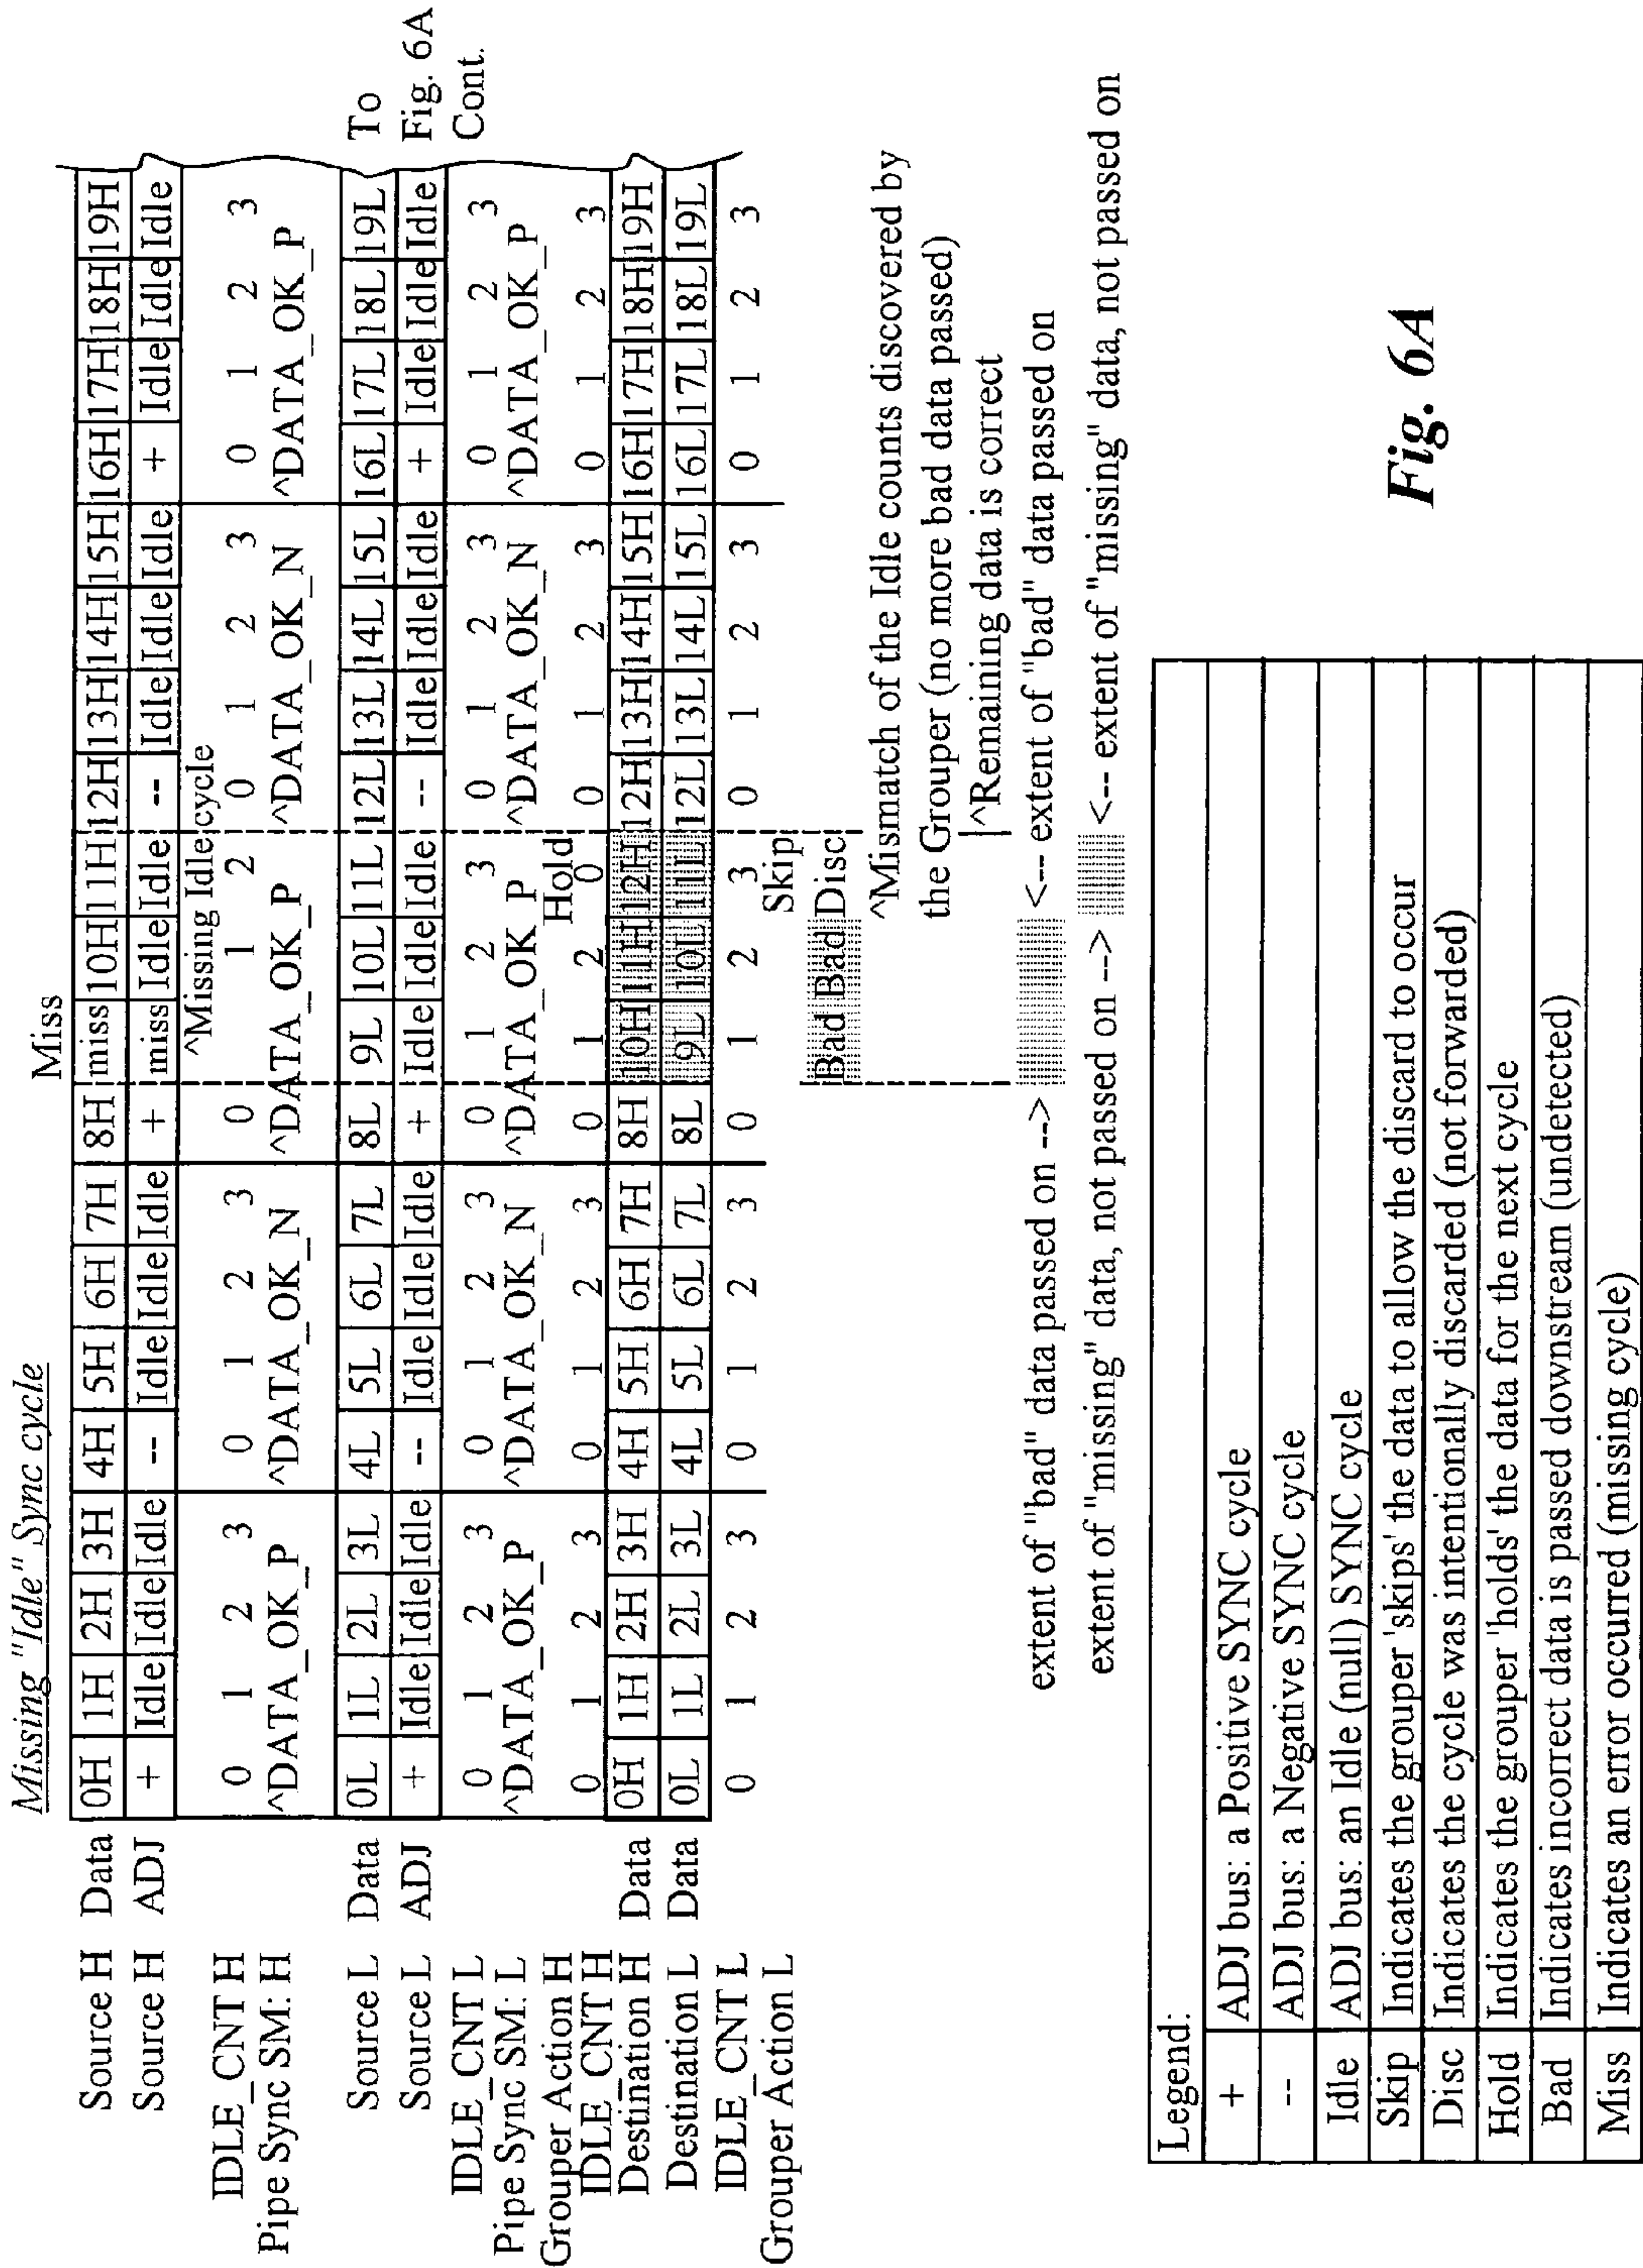 Missing "Idle" Sync cycle
Miss
Source H Data 0H 1H 2H 3H 4H 5H 6H 7H 8H miss 10H 11H 12H 13H 14H 15H 16H 17H 18H 19H
Source H ADJ + Idle Idle Idle -- Idle Idle Idle + miss Idle Idle -- Idle Idle Idle + Idle Idle Idle
^Missing Idle cycle
IDLE_CNT H 0 1 2 3 0 1 2 3 0 1 2 0 1 2 3 0 1 2 3
Pipe Sync SM: H ^DATA_OK_P ^DATA_OK_N ^DATA_OK_P ^DATA_OK_N ^DATA_OK_P
Source L Data 0L 1L 2L 3L 4L 5L 6L 7L 8L 9L 10L 11L 12L 13L 14L 15L 16L 17L 18L 19L
Source L ADJ + Idle Idle Idle -- Idle Idle Idle + Idle Idle Idle -- Idle Idle Idle + Idle Idle Idle
To
Fig. 6A
Cont.
IDLE_CNT L 0 1 2 3 0 1 2 3 0 1 2 3 0 1 2 3 0 1 2 3
Pipe Sync SM: L ^DATA_OK_P ^DATA_OK_N ^DATA_OK_P ^DATA_OK_N ^DATA_OK_P
Grouper Action H Hold
IDLE_CNT H 0 1 2 3 0 1 2 3 0 1 2 0 0 1 2 3 0 1 2 3
Destination H Data 0H 1H 2H 3H 4H 5H 6H 7H 8H 10H 11H 12H 12H 13H 14H 15H 16H 17H 18H 19H
Destination L Data 0L 1L 2L 3L 4L 5L 6L 7L 8L 9L 10L 11L 12L 13L 14L 15L 16L 17L 18L 19L
IDLE_CNT L 0 1 2 3 0 1 2 3 0 1 2 3 0 1 2 3 0 1 2 3
Grouper Action L Skip
Bad Bad Disc
^Mismatch of the Idle counts discovered by
the Grouper (no more bad data passed)
|^Remaining data is correct
extent of "bad" data passed on --> <-- extent of "bad" data passed on
extent of "missing" data, not passed on --> <-- extent of "missing" data, not passed on
Legend:
+ ADJ bus: a Positive SYNC cycle
-- ADJ bus: a Negative SYNC cycle
Idle ADJ bus: an Idle (null) SYNC cycle
Skip Indicates the grouper 'skips' the data to allow the discard to occur
Disc Indicates the cycle was intentionally discarded (not forwarded)
Hold Indicates the grouper 'holds' the data for the next cycle
Bad Indicates incorrect data is passed downstream (undetected)
Miss Indicates an error occurred (missing cycle)
Fig. 6A